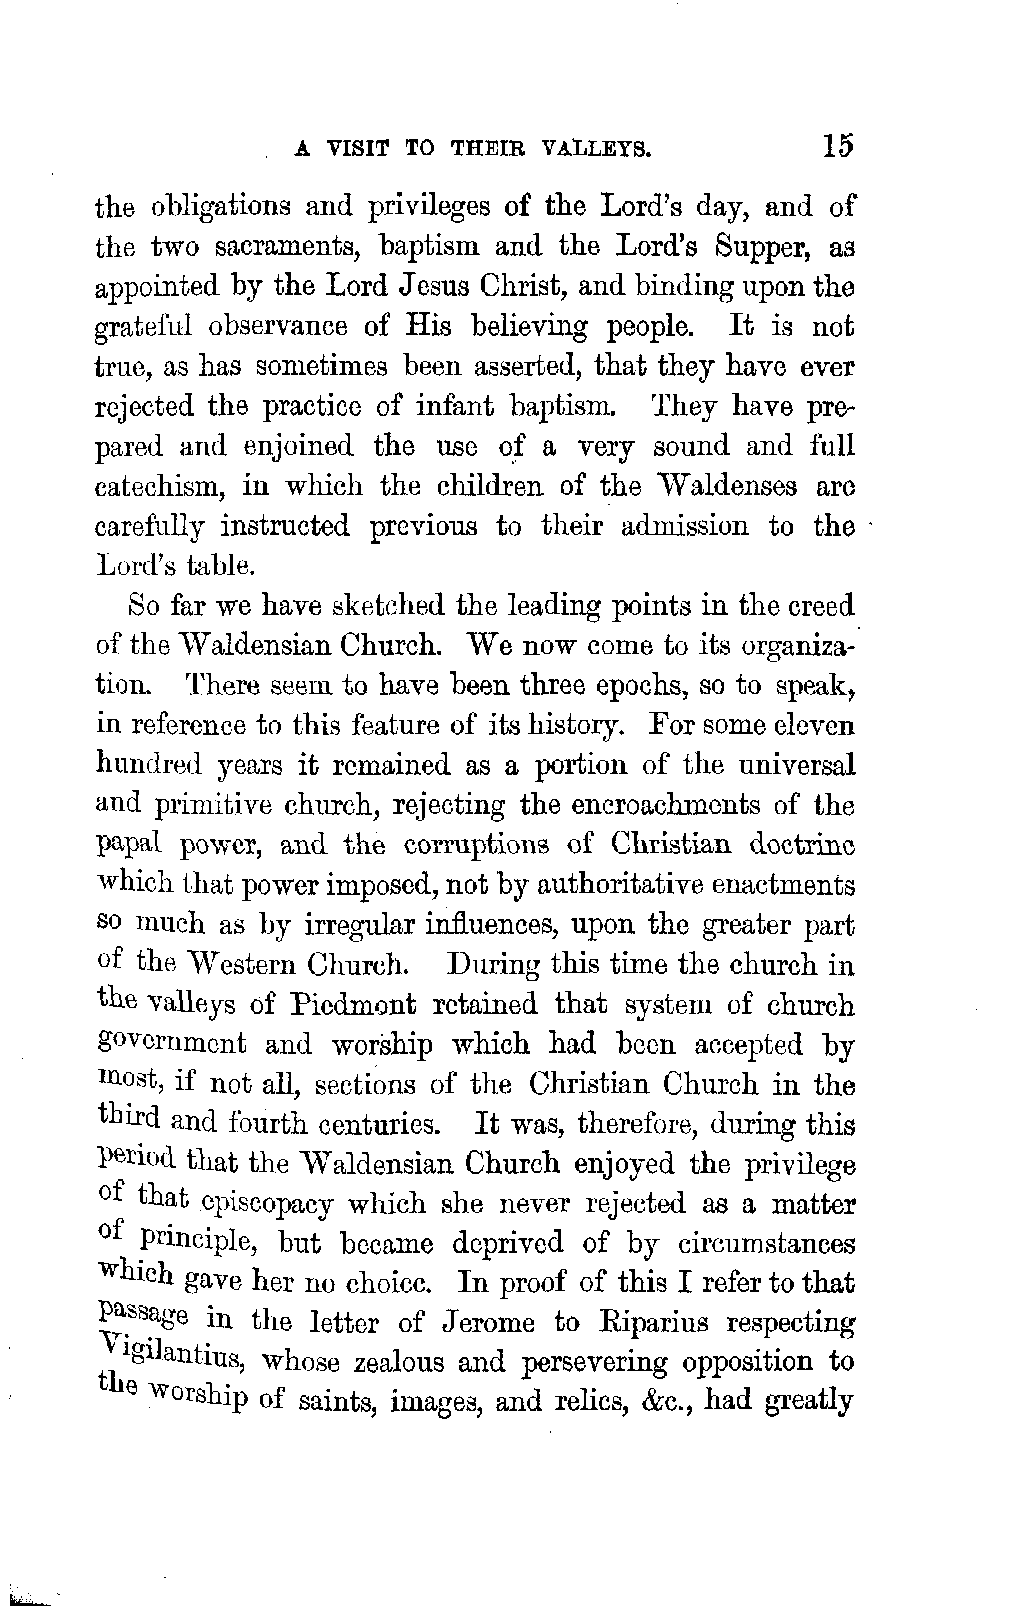 A VISIT TO THEIR VALLEYS. 15
the obligations and privileges of the Lord's day, and of
the two sacraments, baptism and the Lord's Supper, as
appointed by the Lord Jesus Christ, and binding upon the
grateful observance of His believing people. It is not
true, as has sometimes been asserted, that they have ever
rejected the practice of infant baptism. They have pre-
pared and enjoined the use of a very sound and full
catechism, in which the children of the Waldenses are
carefully instructed previous to their admission to the
Lord's table.
So far we have sketched the leading points in the creed
of the Waldensian Church. We now come to its organiza-
tion. There seem to have been three epochs, so to speak,
in reference to this feature of its history. For some eleven
hundred years it remained as a portion of the universal
and primitive church, rejecting the encroachments of the
papal power, and the corruptions of Christian doctrine
which that power imposed, not by authoritative enactments
so much as by irregular influences, upon the greater part
of the Western Church. During this time the church in
the valleys of Piedmont retained that system of church
government and worship which had been accepted by
most, if not all, sections of the Christian Church in the
third and fourth centuries. It was, therefore, during this
period that the Waldensian Church enjoyed the privilege
of that episcopacy which she never rejected as a matter
of principle, but became deprived of by circumstances
which gave her no choice. In proof of this I refer to that
passage in the letter of Jerome to Riparius respecting
Vigilantius, whose zealous and persevering opposition to
the worship of saints, images, and relics, &c., had greatly